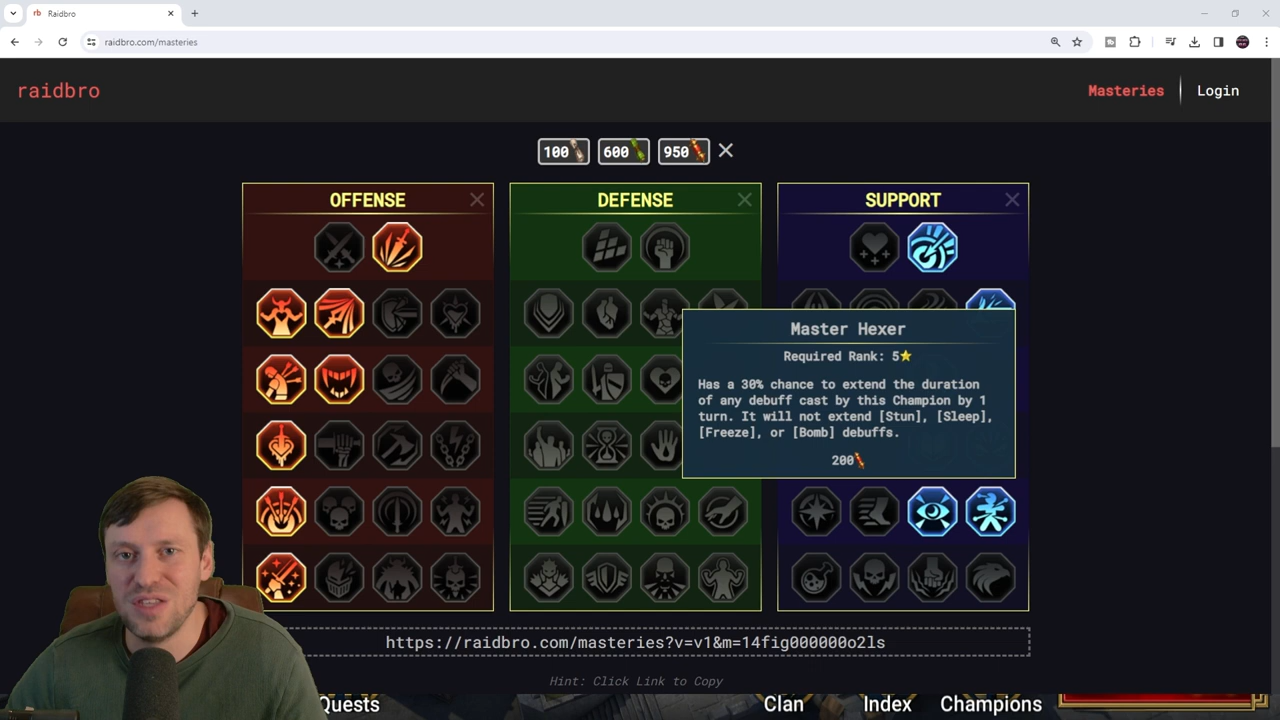 rb Raidbro
raidbro.com/masteries
raidbro
Masteries
Login
100
600
950
OFFENSE
DEFENSE
SUPPORT
Master Hexer
Required Rank: 5
Has a 30% chance to extend the duration
of any debuff cast by this Champion by 1
turn. It will not extend [Stun], [Sleep],
[Freeze], or [Bomb] debuffs.
200
https://raidbro.com/masteries?v=v1&m=14fig000000o2ls
Hint: Click Link to Copy
Quests
Clan
Index
Champions